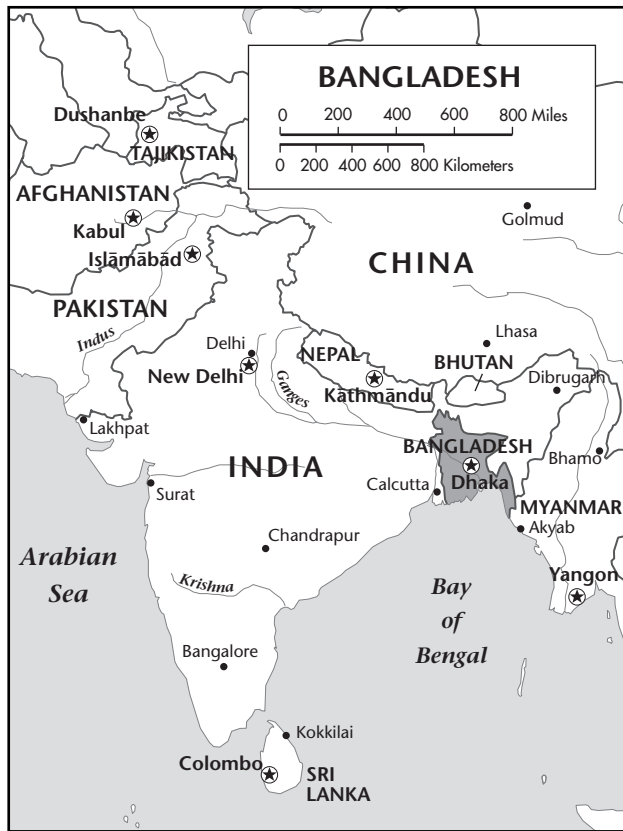 BANGLADESH
0 200 400 600 800 Miles
0 200 400 600 800 Kilometers
Dushanbe
TAJIKISTAN
AFGHANISTAN
Kabul
Islāmābād
Golmud
CHINA
PAKISTAN
Indus
Delhi
New Delhi
Ganges
NEPAL
Kāthmāndu
Lhasa
BHUTAN
Dibrugarh
Lakhpat
BANGLADESH
Dhaka
INDIA
Calcutta
Bhamo
Surat
MYANMAR
Akyab
Chandrapur
Arabian
Sea
Krishna
Yangon
Bay
of
Bengal
Bangalore
Kokkilai
Colombo
SRI
LANKA